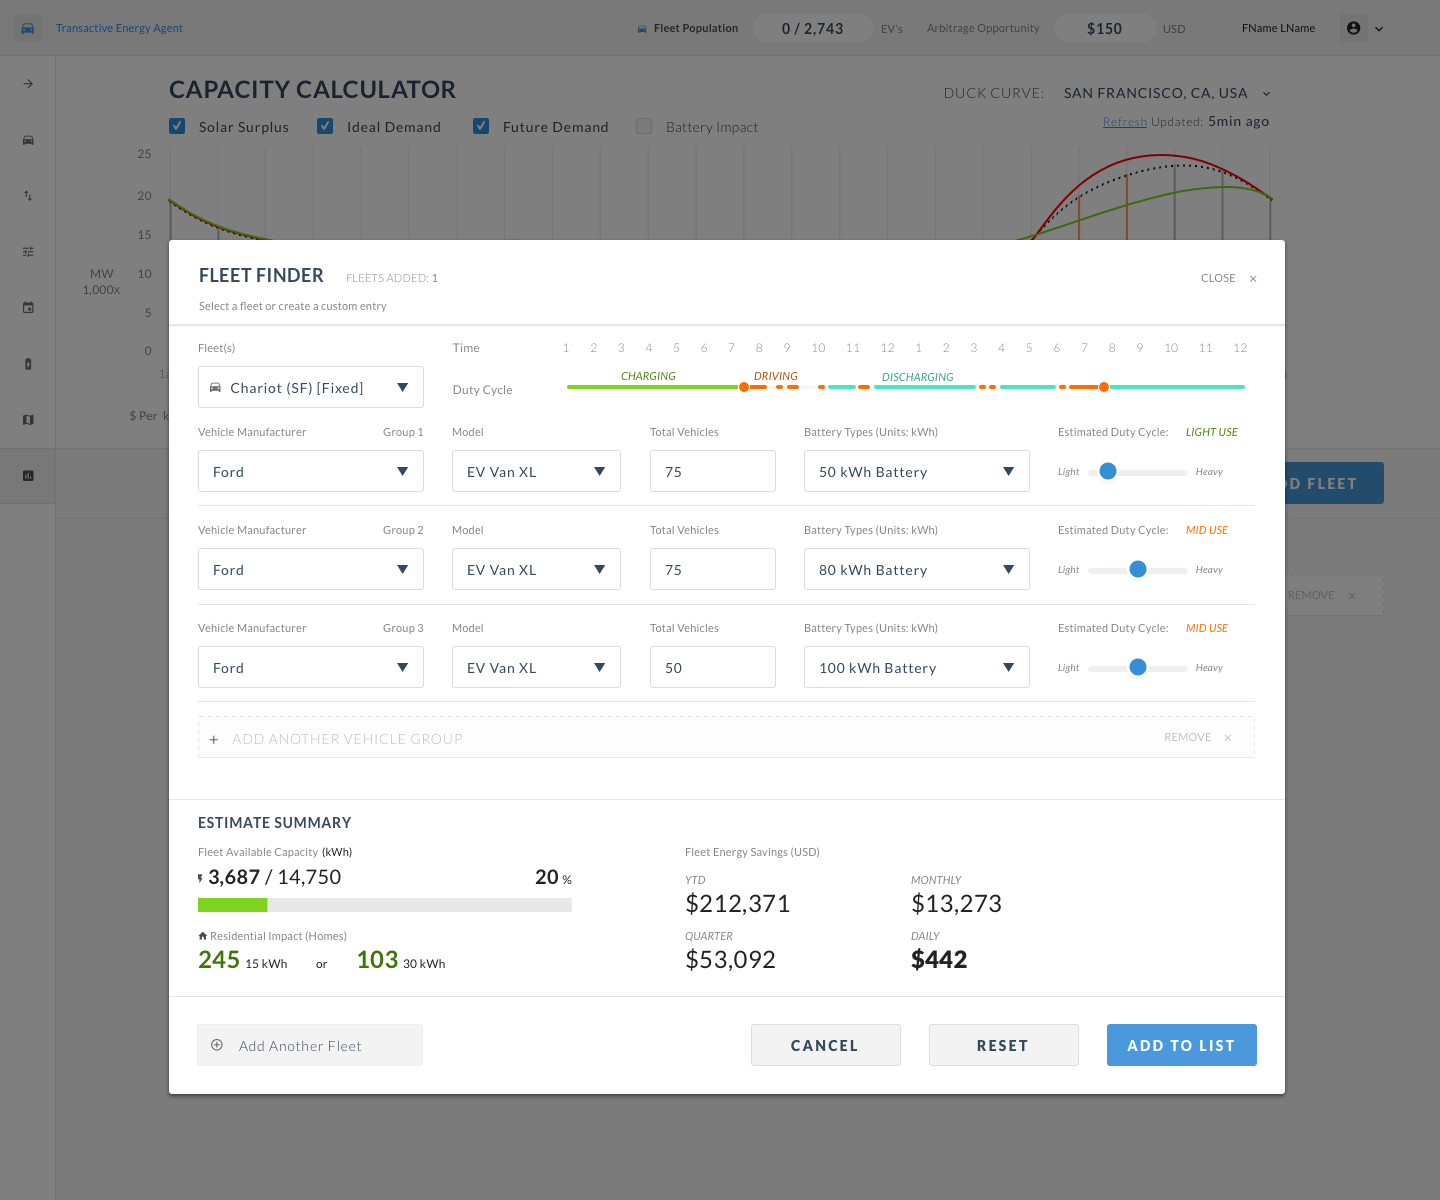 Transactive Energy Agent
Fleet Population 0 / 2,743 EV's Arbitrage Opportunity $150 USD FName LName
CAPACITY CALCULATOR
DUCK CURVE: SAN FRANCISCO, CA, USA
Solar Surplus Ideal Demand Future Demand Battery Impact
Refresh Updated: 5min ago
25
20
15
MW
1,000x
10
5
0
$ Per k
FLEET FINDER FLEETS ADDED: 1
CLOSE ×
Select a fleet or create a custom entry
Fleet(s)
Time 1 2 3 4 5 6 7 8 9 10 11 12 1 2 3 4 5 6 7 8 9 10 11 12
Chariot (SF) [Fixed]
Duty Cycle CHARGING DRIVING DISCHARGING
Vehicle Manufacturer Group 1 Model Total Vehicles Battery Types (Units: kWh) Estimated Duty Cycle: LIGHT USE
Ford EV Van XL 75 50 kWh Battery Light Heavy
D FLEET
Vehicle Manufacturer Group 2 Model Total Vehicles Battery Types (Units: kWh) Estimated Duty Cycle: MID USE
Ford EV Van XL 75 80 kWh Battery Light Heavy
REMOVE ×
Vehicle Manufacturer Group 3 Model Total Vehicles Battery Types (Units: kWh) Estimated Duty Cycle: MID USE
Ford EV Van XL 50 100 kWh Battery Light Heavy
+ ADD ANOTHER VEHICLE GROUP REMOVE ×
ESTIMATE SUMMARY
Fleet Available Capacity (kWh)
3,687 / 14,750 20 %
Residential Impact (Homes)
245 15 kWh or 103 30 kWh
Fleet Energy Savings (USD)
YTD MONTHLY
$212,371 $13,273
QUARTER DAILY
$53,092 $442
Add Another Fleet CANCEL RESET ADD TO LIST